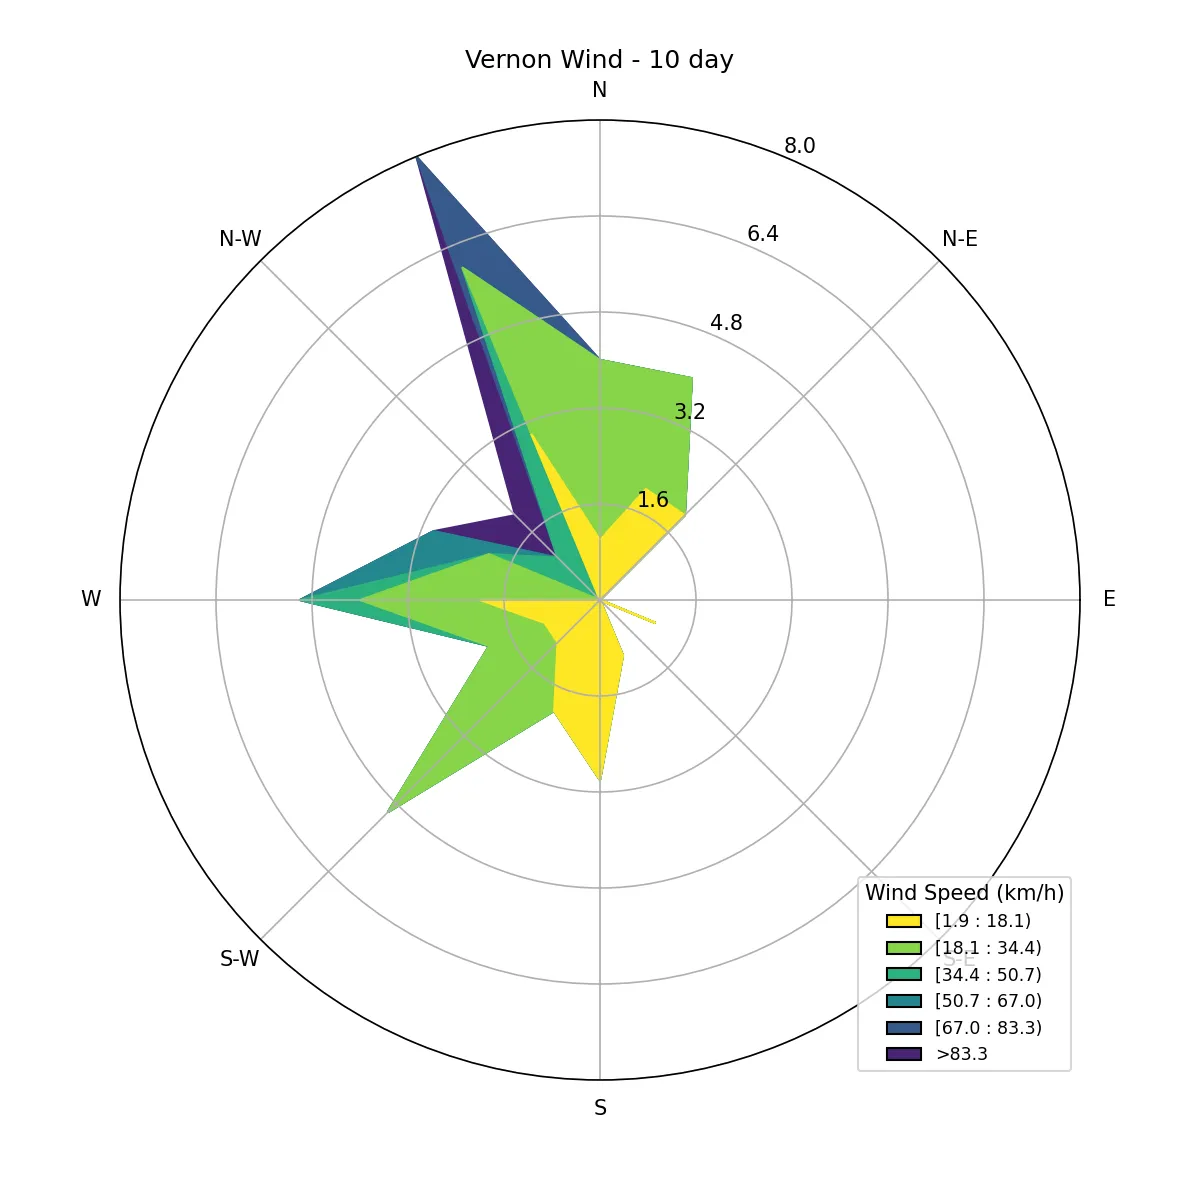 Vernon Wind - 10 day
N
8.0
N-W
6.4
N-E
4.8
3.2
1.6
W
E
Wind Speed (km/h)
[1.9 : 18.1)
[18.1 : 34.4)
S-W
S-E
[34.4 : 50.7)
[50.7 : 67.0)
[67.0 : 83.3)
>83.3
S